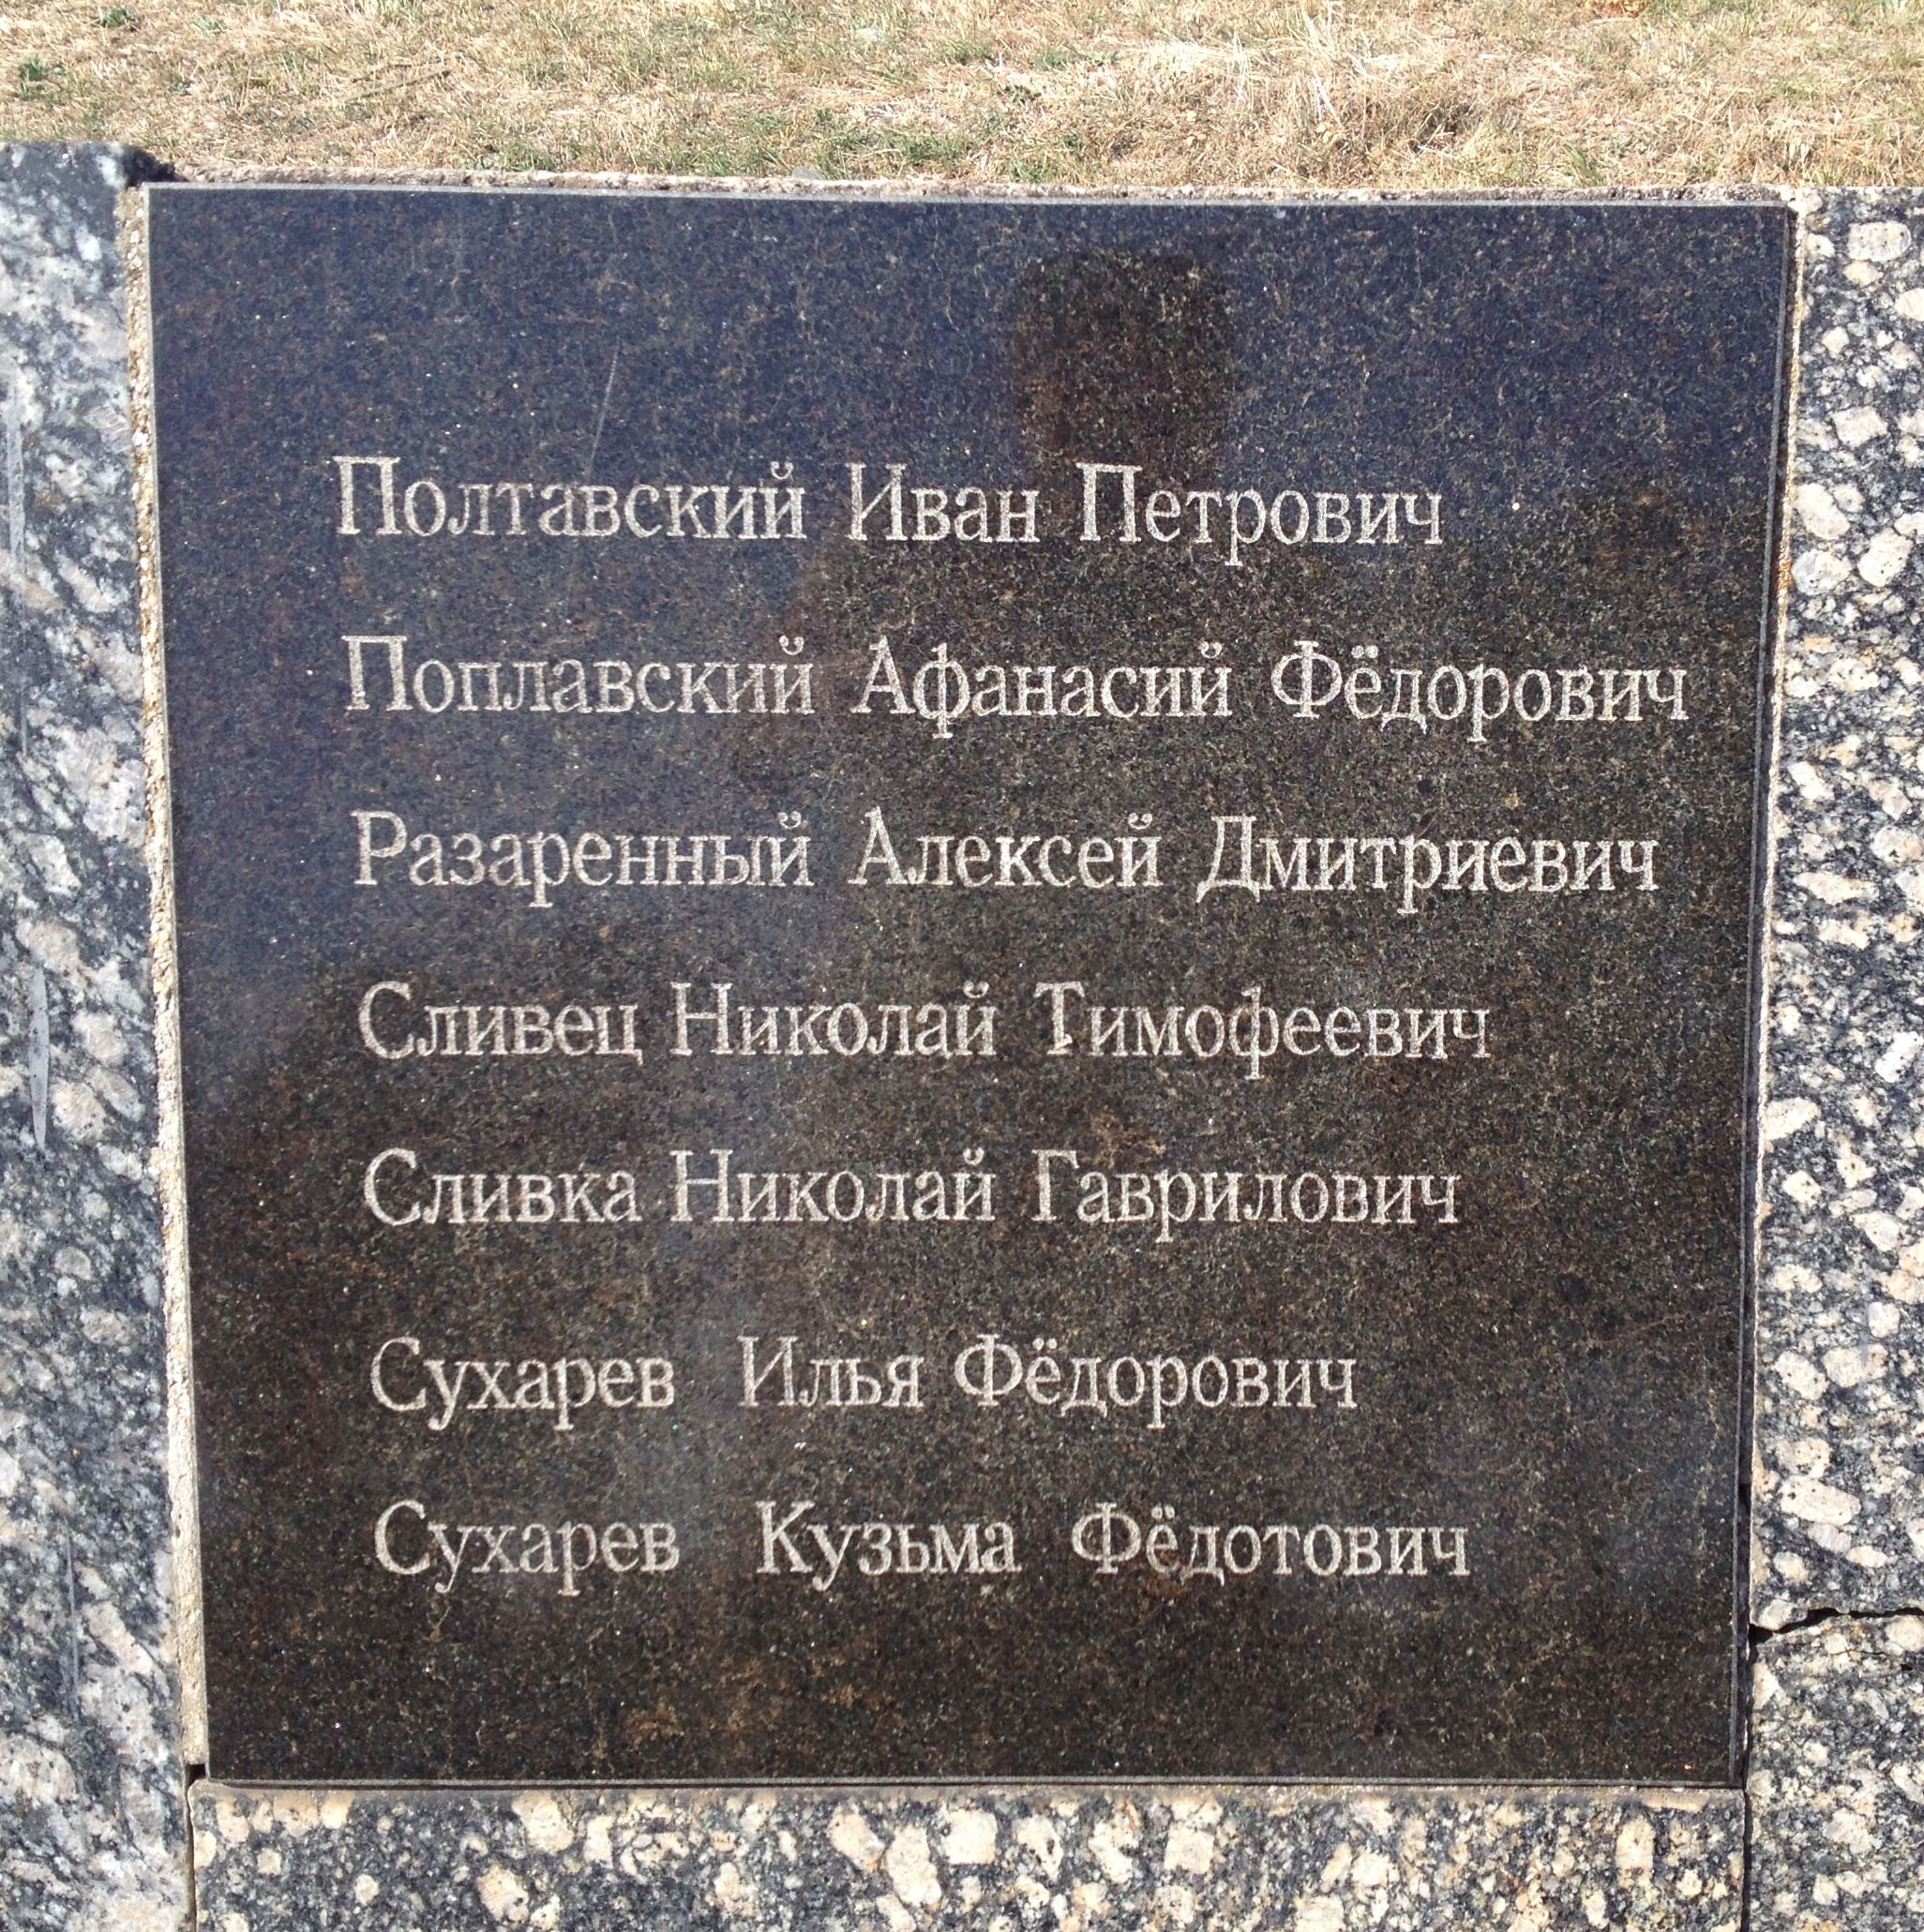 Полтавский Иван Петрович
Поплавский Афанасий Фёдорович
Разаренный Алексей Дмитриевич
Сливец Николай Тимофеевич
Сливка Николай Гаврилович
Сухарев Илья Фёдорович
Сухарев Кузьма Фёдотович